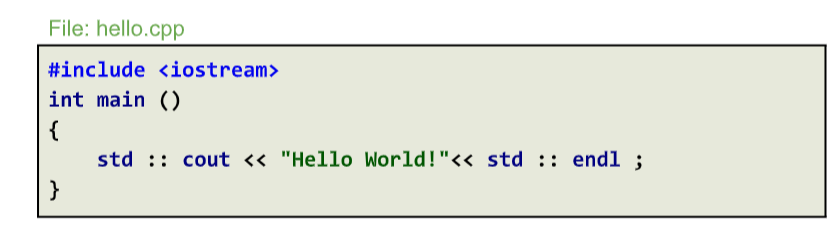 File: hello.cpp
#include <iostream>
int main ()
{
    std :: cout << "Hello World!"<< std :: endl ;
}